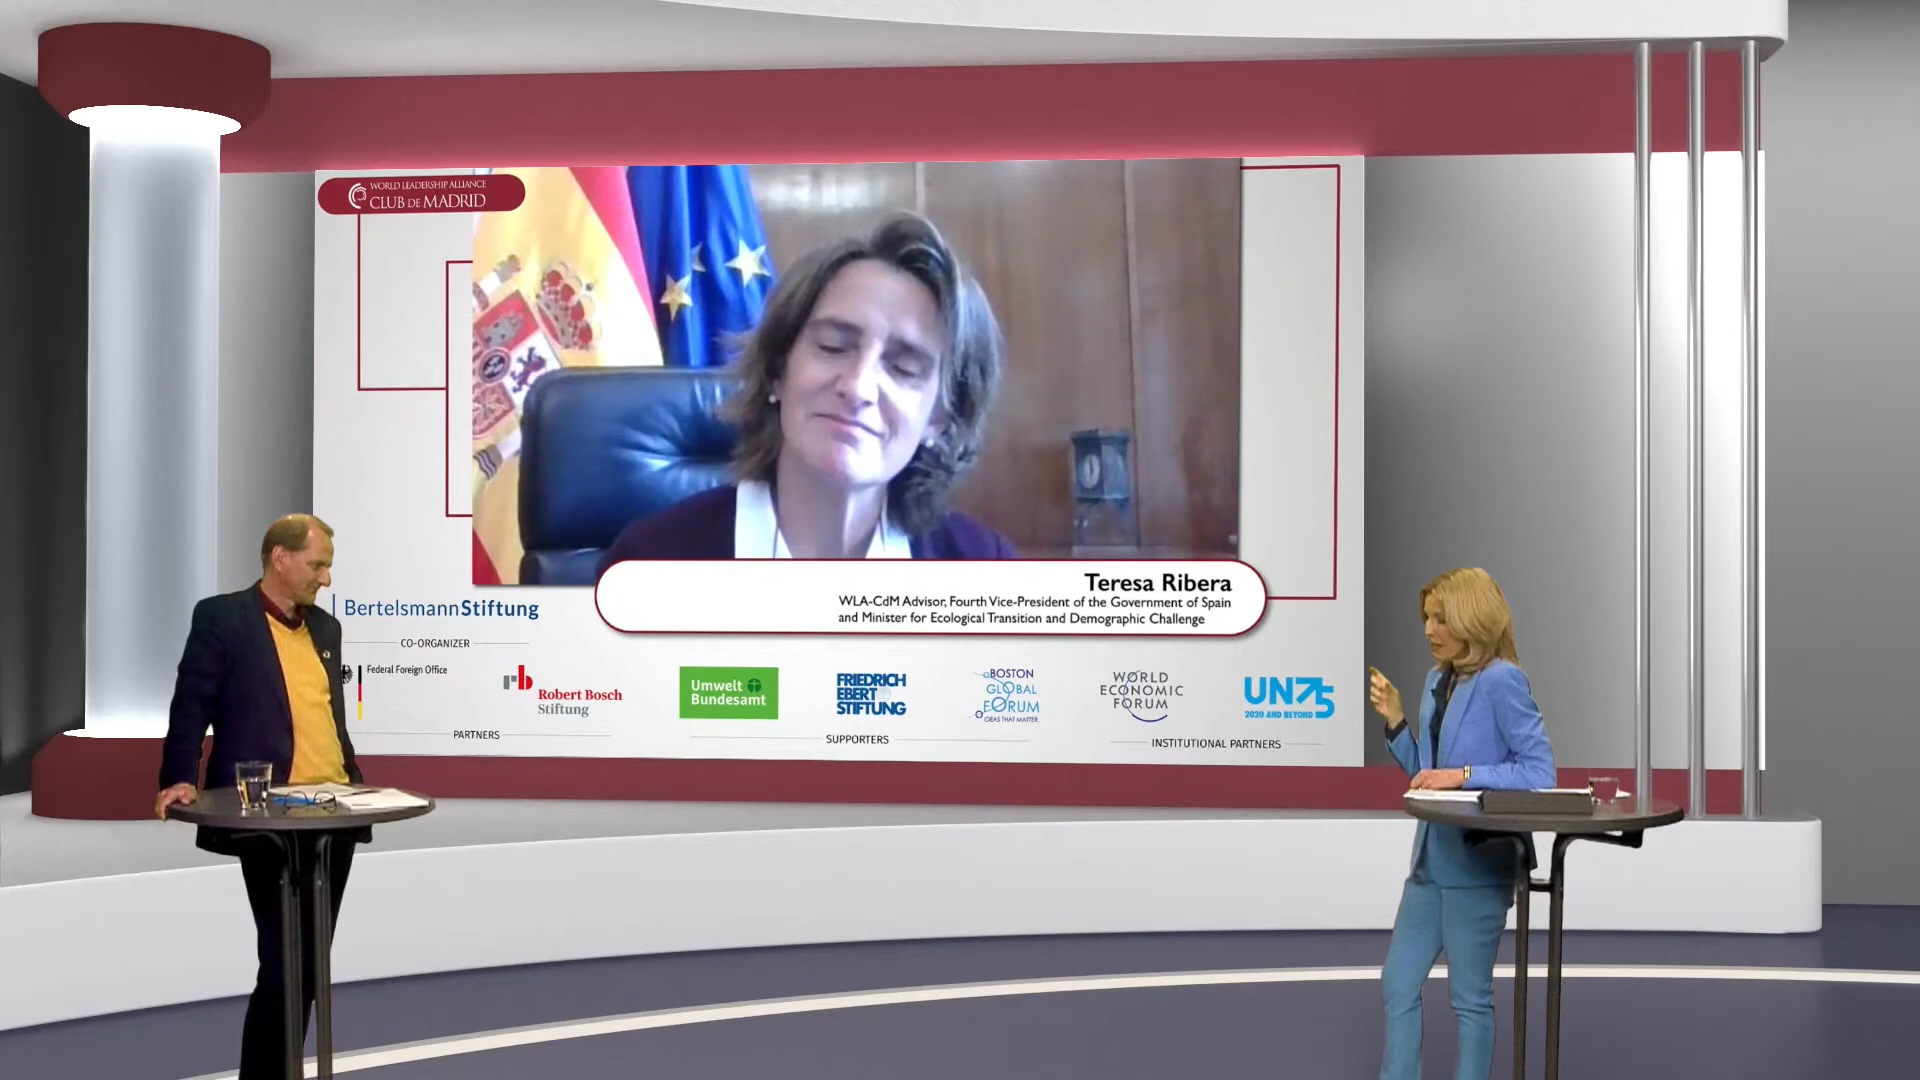 WORLD LEADERSHIP ALLIANCE
CLUB DE MADRID
Teresa Ribera
WLA-CdM Advisor, Fourth Vice-President of the Government of Spain
and Minister for Ecological Transition and Demographic Challenge
BertelsmannStiftung
CO-ORGANIZER
Federal Foreign Office
Robert Bosch
Stiftung
PARTNERS
Umwelt
Bundesamt
FRIEDRICH
EBERT
STIFTUNG
BOSTON
GLOBAL
FORUM
IDEAS THAT MATTER.
SUPPORTERS
WORLD
ECONOMIC
FORUM
UN75
2020 AND BEYOND
INSTITUTIONAL PARTNERS